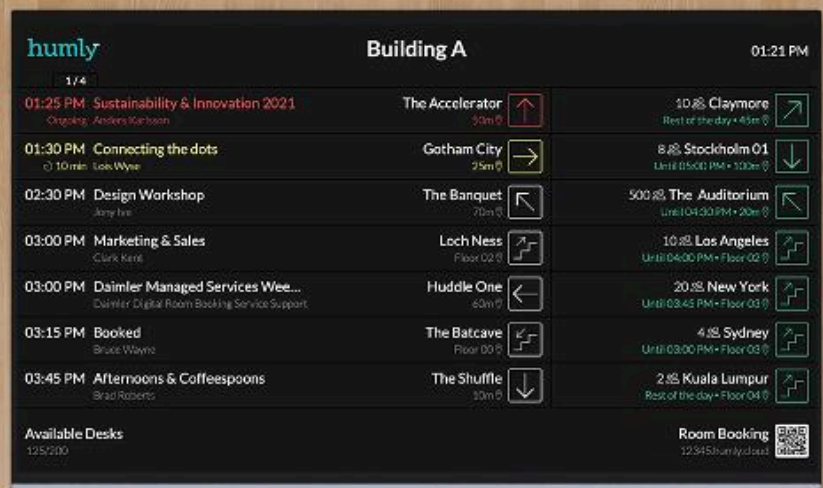 humly
Building A
01:21 PM
1/4
01:25 PM Sustainability & Innovation 2021 The Accelerator
Ongoing Anders Karlsson 50m
01:30 PM Connecting the dots Gotham City
10 min Lois Wyse 25m
02:30 PM Design Workshop The Banquet
Jony Ive 70m
03:00 PM Marketing & Sales Loch Ness
Clark Kent Floor 02
03:00 PM Daimler Managed Services Wee... Huddle One
Daimler Digital Room Booking Service Support 60m
03:15 PM Booked The Batcave
Bruce Wayne Floor 00
03:45 PM Afternoons & Coffeespoons The Shuffle
Brad Roberts 10m
10 Claymore
Rest of the day • 45m
8 Stockholm 01
Until 05:00 PM • 100m
500 The Auditorium
Until 04:30 PM • 20m
10 Los Angeles
Until 04:00 PM • Floor 02
20 New York
Until 03:45 PM • Floor 03
4 Sydney
Until 03:00 PM • Floor 03
2 Kuala Lumpur
Rest of the day • Floor 04
Available Desks
125/200
Room Booking
12345.humly.cloud